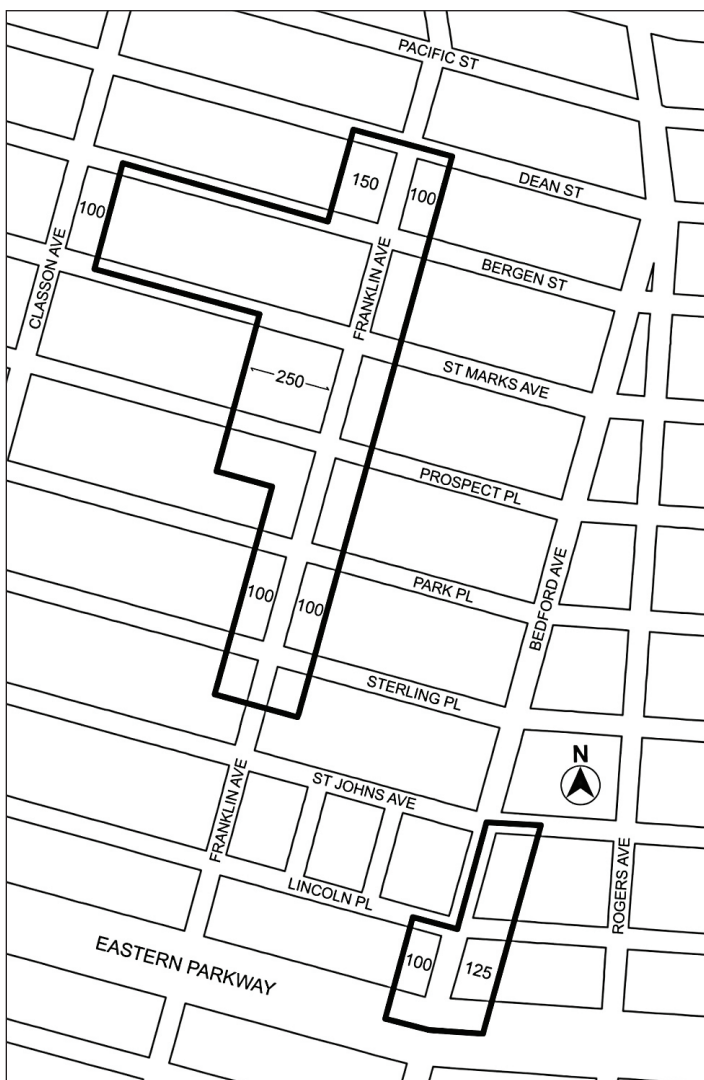 PACIFIC ST
150
100
DEAN ST
100
CLASSON AVE
FRANKLIN AVE
BERGEN ST
250
ST MARKS AVE
PROSPECT PL
BEDFORD AVE
100
100
PARK PL
STERLING PL
N
FRANKLIN AVE
ST JOHNS AVE
ROGERS AVE
LINCOLN PL
EASTERN PARKWAY
100
125